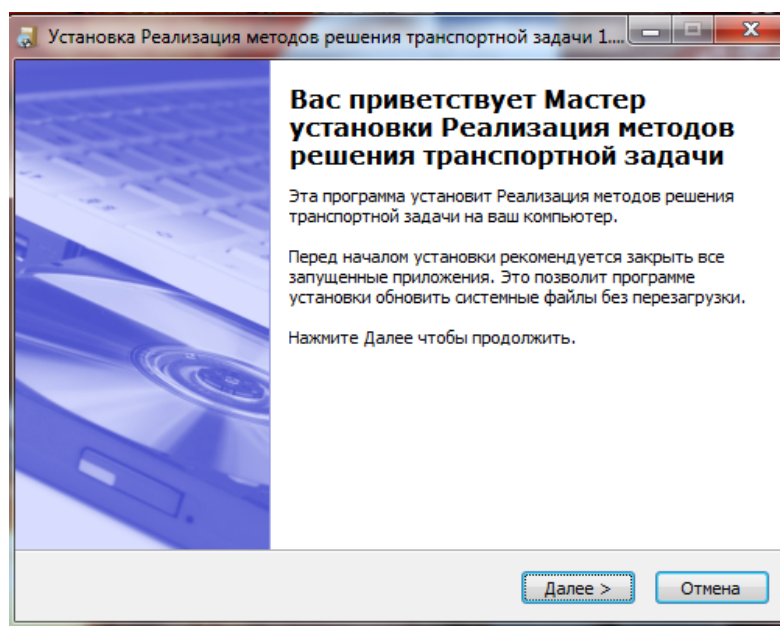 Установка Реализация методов решения транспортной задачи 1....
Вас приветствует Мастер
установки Реализация методов
решения транспортной задачи
Эта программа установит Реализация методов решения
транспортной задачи на ваш компьютер.
Перед началом установки рекомендуется закрыть все
запущенные приложения. Это позволит программе
установки обновить системные файлы без перезагрузки.
Нажмите Далее чтобы продолжить.
Далее >
Отмена